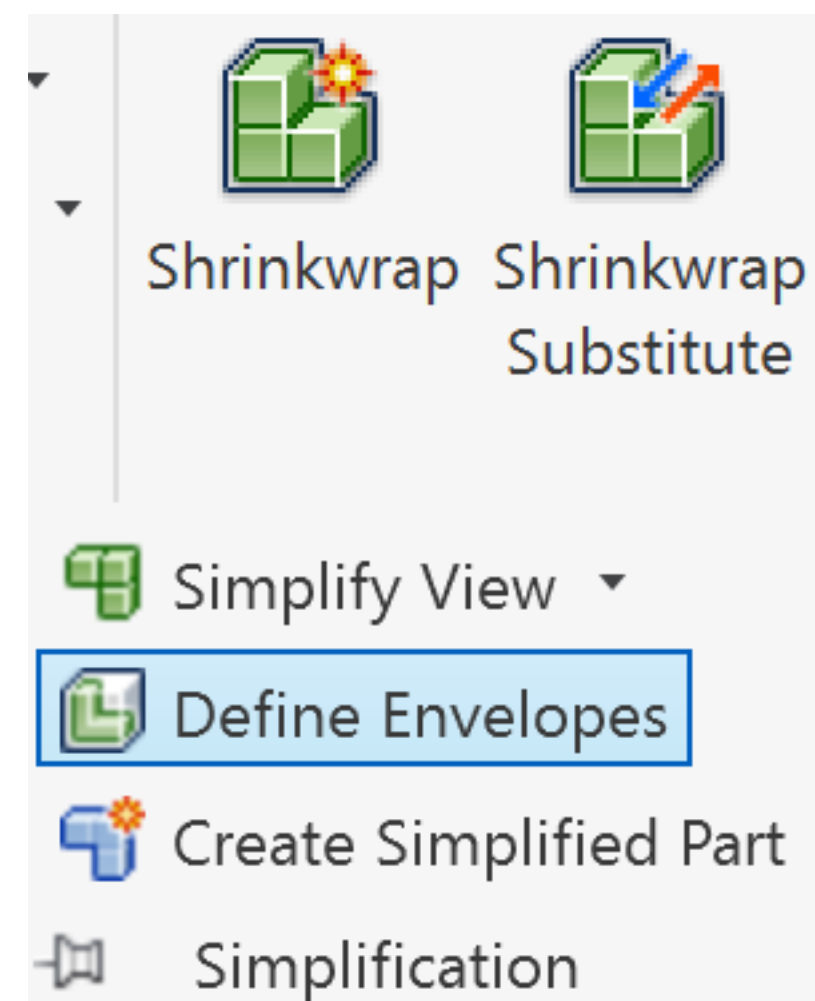 Shrinkwrap Shrinkwrap
Substitute
Simplify View
Define Envelopes
Create Simplified Part
Simplification